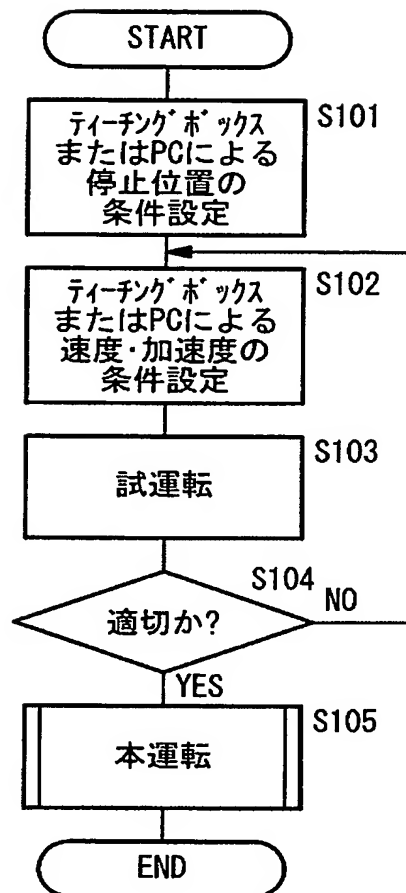 START
S101
ﾃｨｰﾁﾝｸﾞﾎﾞｯｸｽ
またはPCによる
停止位置の
条件設定
S102
ﾃｨｰﾁﾝｸﾞﾎﾞｯｸｽ
またはPCによる
速度･加速度の
条件設定
S103
試運転
S104
適切か?
NO
YES
S105
本運転
END